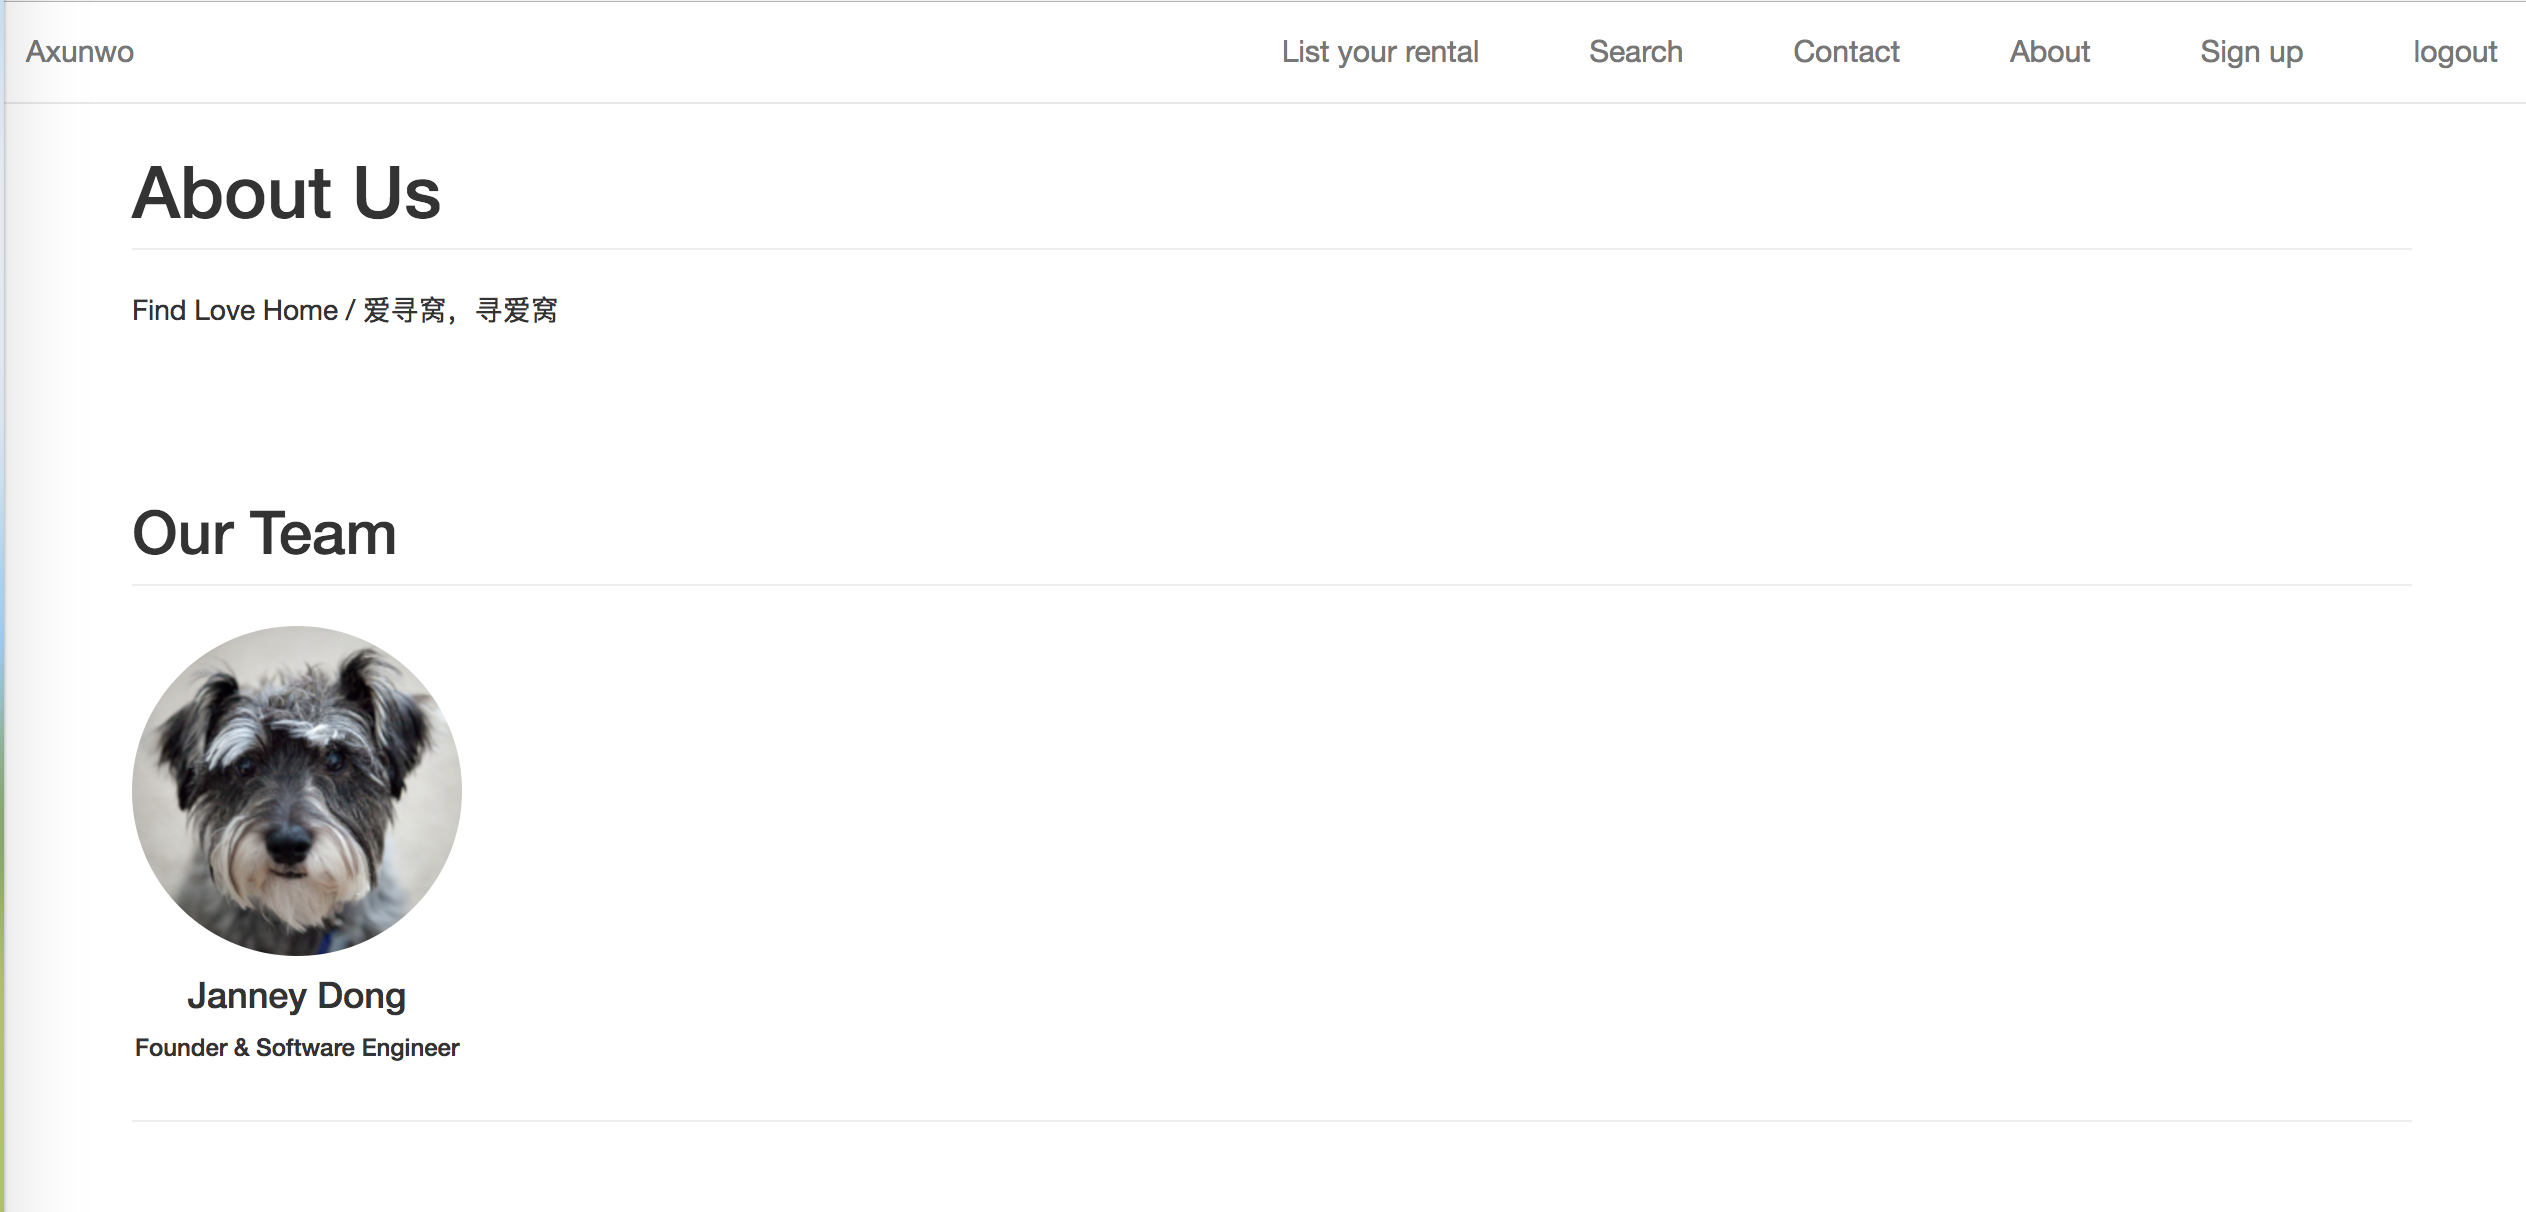 Axunwo List your rental Search Contact About Sign up logout
About Us
Find Love Home / 爱寻窝，寻爱窝
Our Team
Janney Dong
Founder & Software Engineer